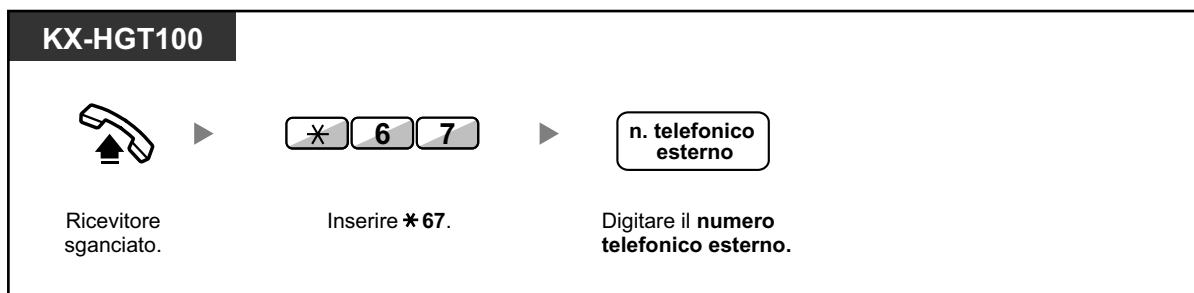 KX-HGT100
✳ 6 7
n. telefonico
esterno
Ricevitore
sganciato.
Inserire ✳ 67.
Digitare il numero
telefonico esterno.